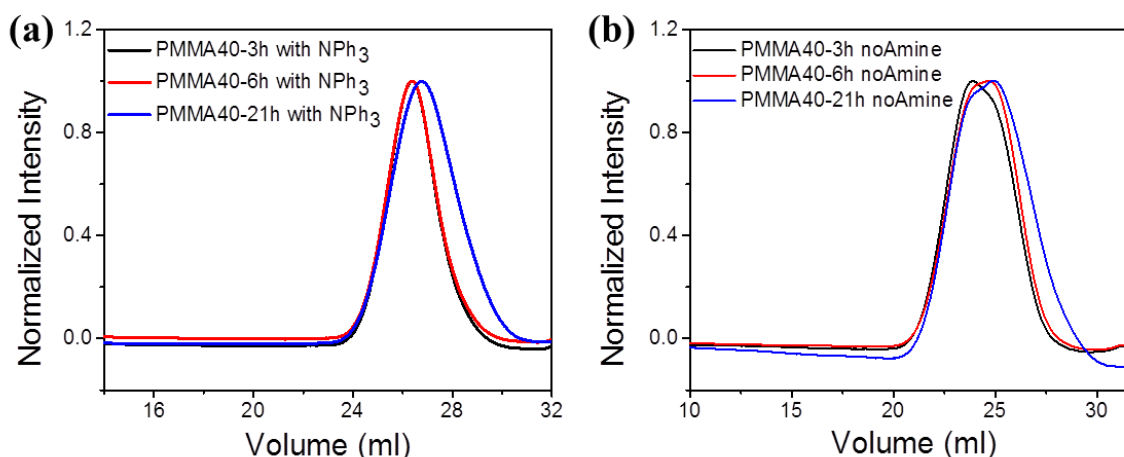 (a)
1.2
PMMA40-3h with NPh3
PMMA40-6h with NPh3
PMMA40-21h with NPh3
0.8
0.4
0.0
Normalized Intensity
16 20 24 28 32
Volume (ml)
(b)
1.2
PMMA40-3h noAmine
PMMA40-6h noAmine
PMMA40-21h noAmine
0.8
0.4
0.0
Normalized Intensity
10 15 20 25 30
Volume (ml)